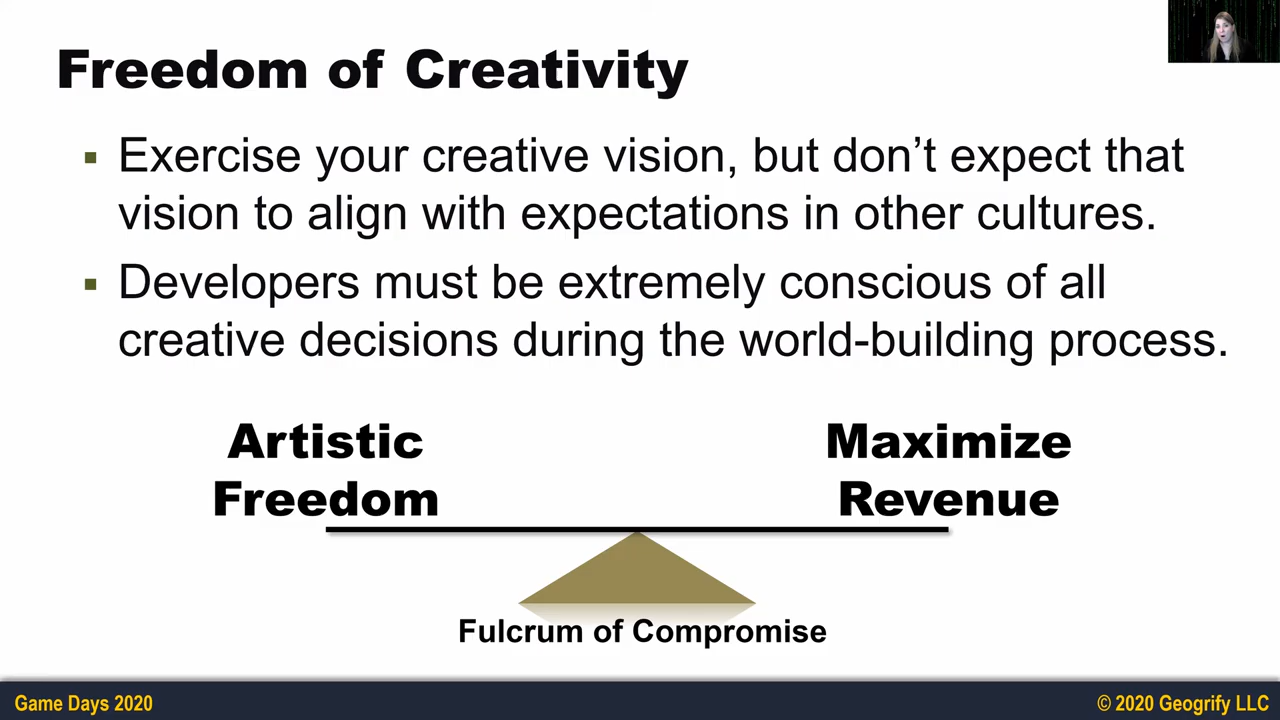 Freedom of Creativity
Exercise your creative vision, but don’t expect that
vision to align with expectations in other cultures.
Developers must be extremely conscious of all
creative decisions during the world-building process.
Artistic
Freedom
Maximize
Revenue
Fulcrum of Compromise
Game Days 2020
© 2020 Geogrify LLC